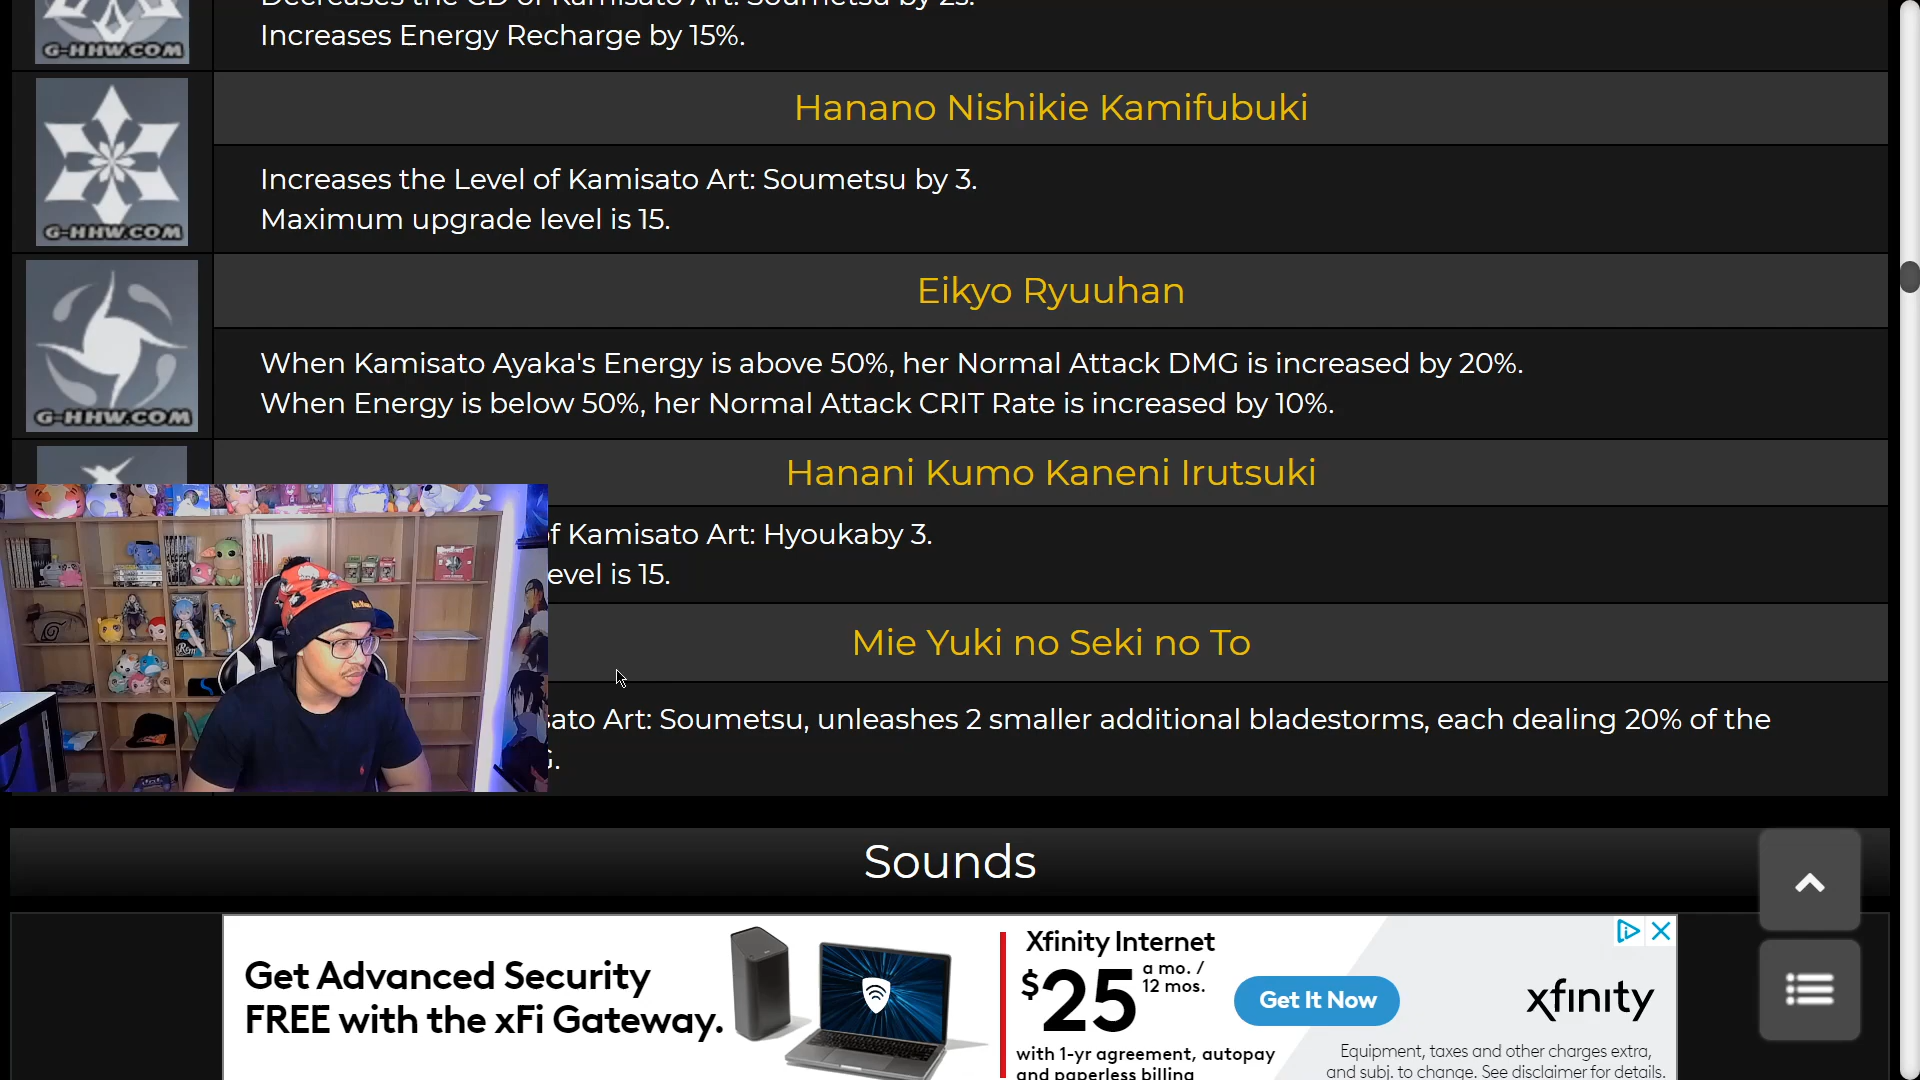 Increases Energy Recharge by 15%.
G-HHW.COM
Hanano Nishikie Kamifubuki
Increases the Level of Kamisato Art: Soumetsu by 3.
Maximum upgrade level is 15.
G-HHW.COM
Eikyo Ryuuhan
When Kamisato Ayaka's Energy is above 50%, her Normal Attack DMG is increased by 20%.
When Energy is below 50%, her Normal Attack CRIT Rate is increased by 10%.
G-HHW.COM
Hanani Kumo Kaneni Irutsuki
of Kamisato Art: Hyoukaby 3.
evel is 15.
Mie Yuki no Seki no To
sato Art: Soumetsu, unleashes 2 smaller additional bladestorms, each dealing 20% of the
Rem
Sounds
Get Advanced Security
FREE with the xFi Gateway.
Xfinity Internet
$25 a mo. /
12 mos.
with 1-yr agreement, autopay
and paperless billing
Get It Now
xfinity
Equipment, taxes and other charges extra,
and subj. to change. See disclaimer for details.